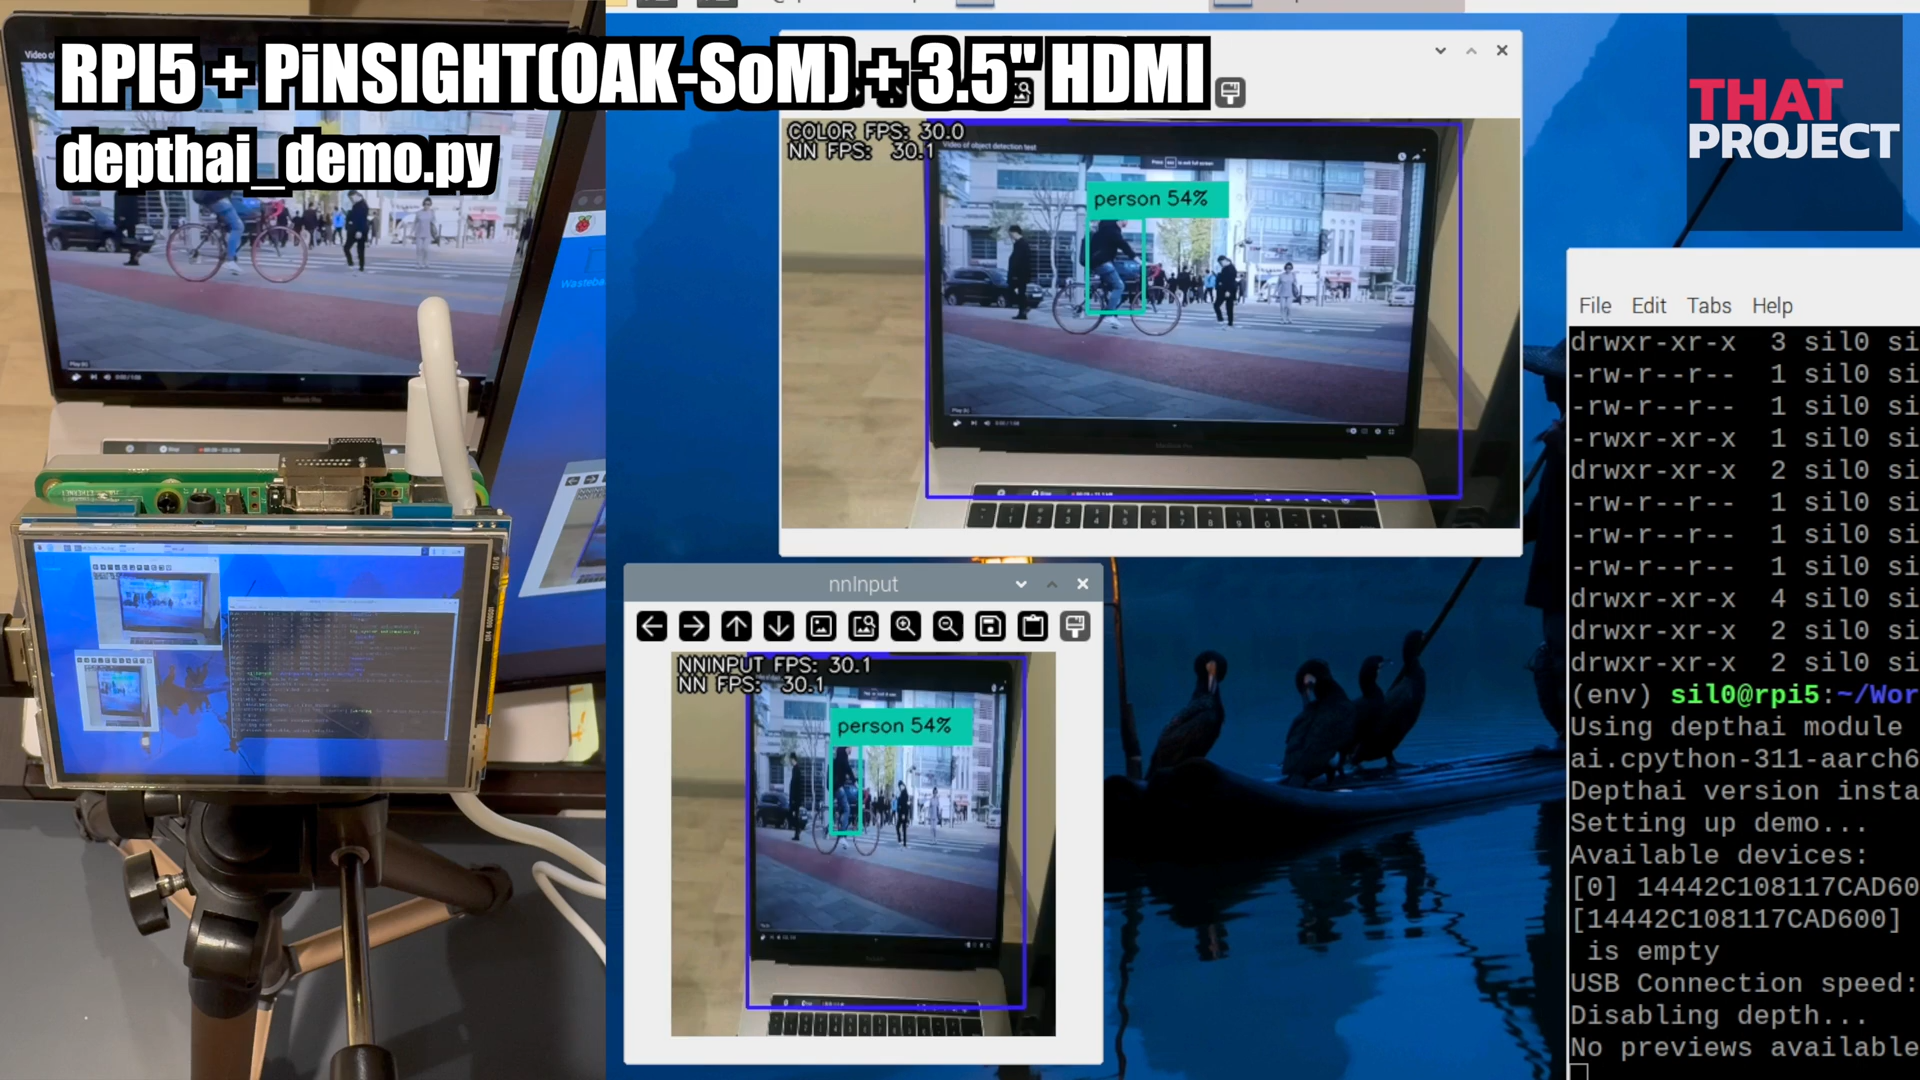 RPI5 + PiNSIGHT(OAK-SoM) + 3.5" HDMI
depthai_demo.py
THAT
PROJECT
COLOR FPS: 30.0
NN FPS: 30.1
Video of object detection test
person 54%
nnInput
NNINPUT FPS: 30.1
NN FPS: 30.1
person 54%
File Edit Tabs Help
drwxr-xr-x 3 sil0 si
-rw-r--r-- 1 sil0 si
-rw-r--r-- 1 sil0 si
-rwxr-xr-x 1 sil0 si
drwxr-xr-x 2 sil0 si
-rw-r--r-- 1 sil0 si
-rw-r--r-- 1 sil0 si
-rw-r--r-- 1 sil0 si
drwxr-xr-x 4 sil0 si
drwxr-xr-x 2 sil0 si
drwxr-xr-x 2 sil0 si
(env) sil0@rpi5:~/Wor
Using depthai module
ai.cpython-311-aarch6
Depthai version insta
Setting up demo...
Available devices:
[0] 14442C108117CAD60
[14442C108117CAD600]
is empty
USB Connection speed:
Disabling depth...
No previews available